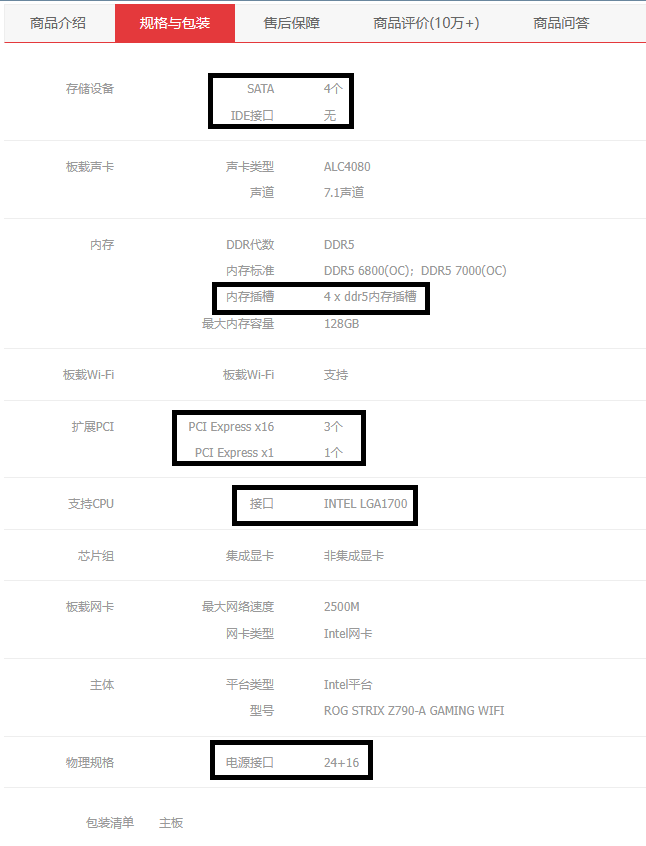 商品介绍 规格与包装 售后保障 商品评价(10万+) 商品问答
存储设备 SATA 4个
IDE接口 无
板载声卡 声卡类型 ALC4080
声道 7.1声道
内存 DDR代数 DDR5
内存标准 DDR5 6800(OC)；DDR5 7000(OC)
内存插槽 4 x ddr5内存插槽
最大内存容量 128GB
板载Wi-Fi 板载Wi-Fi 支持
扩展PCI PCI Express x16 3个
PCI Express x1 1个
支持CPU 接口 INTEL LGA1700
芯片组 集成显卡 非集成显卡
板载网卡 最大网络速度 2500M
网卡类型 Intel网卡
主体 平台类型 Intel平台
型号 ROG STRIX Z790-A GAMING WIFI
物理规格 电源接口 24+16
包装清单 主板